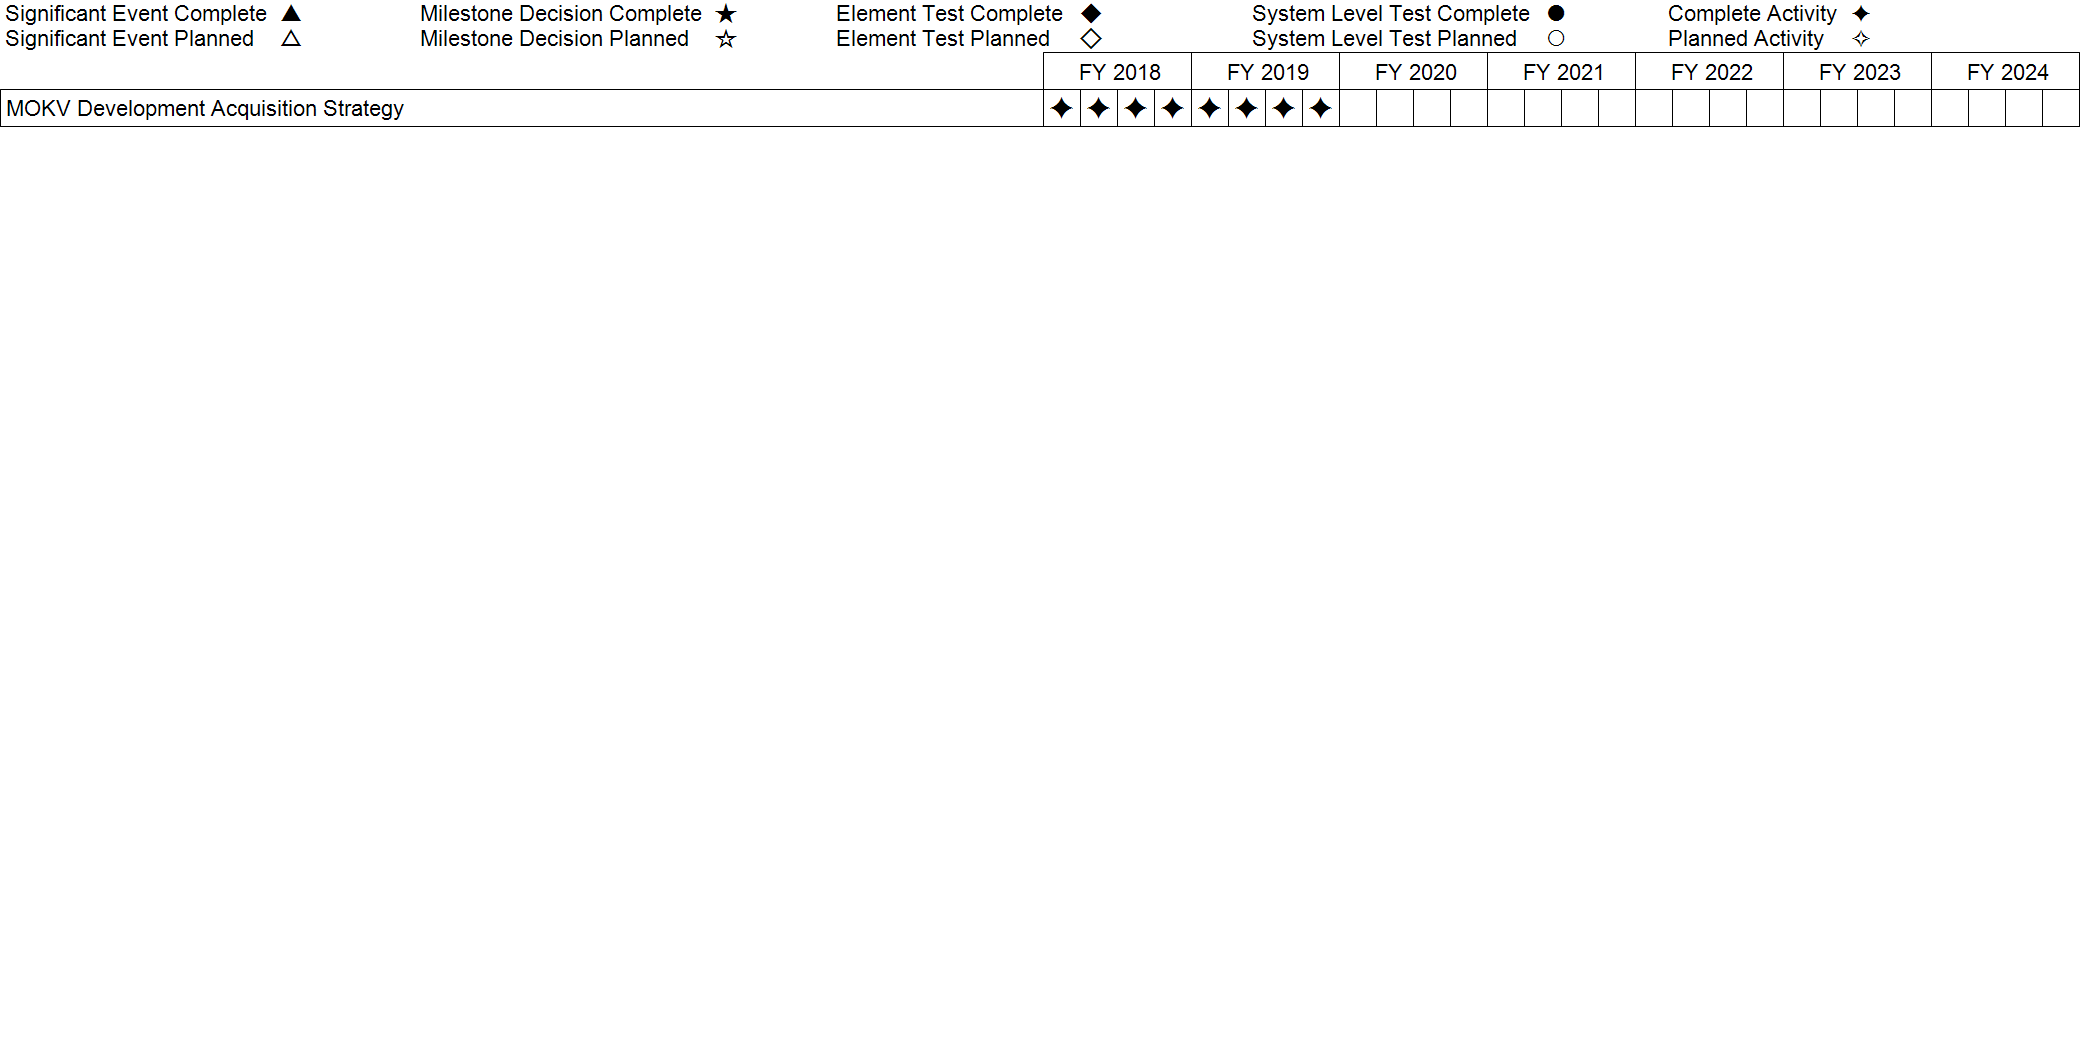 Significant Event Complete ▲ Milestone Decision Complete ★ Element Test Complete ◆ System Level Test Complete ● Complete Activity ✦
Significant Event Planned △ Milestone Decision Planned ☆ Element Test Planned ◇ System Level Test Planned ○ Planned Activity ✧
FY 2018 FY 2019 FY 2020 FY 2021 FY 2022 FY 2023 FY 2024
MOKV Development Acquisition Strategy ✦ ✦ ✦ ✦ ✦ ✦ ✦ ✦